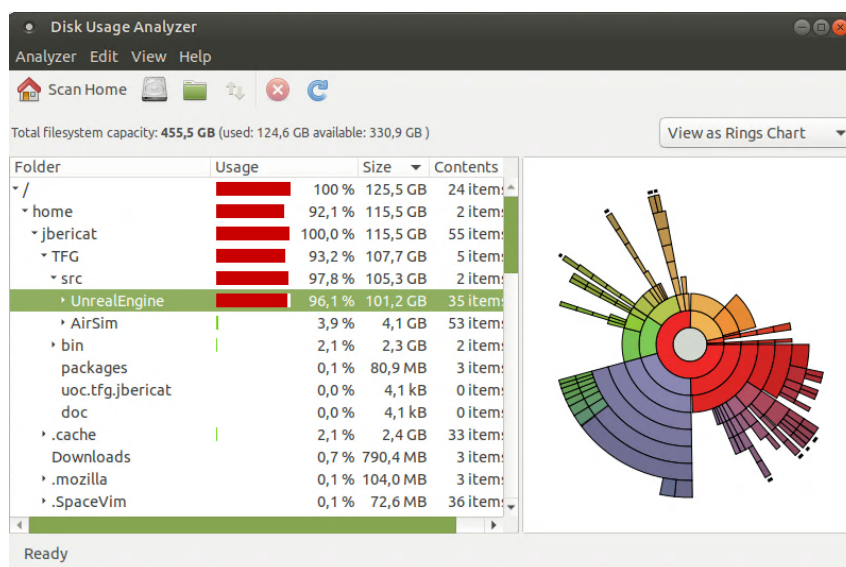 Disk Usage Analyzer
Analyzer Edit View Help
Scan Home
Total filesystem capacity: 455,5 GB (used: 124,6 GB available: 330,9 GB )
View as Rings Chart
Folder Usage Size Contents
/ 100 % 125,5 GB 24 items
home 92,1 % 115,5 GB 2 items
jbericat 100,0 % 115,5 GB 55 items
TFG 93,2 % 107,7 GB 5 items
src 97,8 % 105,3 GB 2 items
UnrealEngine 96,1 % 101,2 GB 35 items
AirSim 3,9 % 4,1 GB 53 items
bin 2,1 % 2,3 GB 2 items
packages 0,1 % 80,9 MB 3 items
uoc.tfg.jbericat 0,0 % 4,1 kB 0 items
doc 0,0 % 4,1 kB 0 items
.cache 2,1 % 2,4 GB 33 items
Downloads 0,7 % 790,4 MB 3 items
.mozilla 0,1 % 104,0 MB 3 items
.SpaceVim 0,1 % 72,6 MB 36 items
Ready